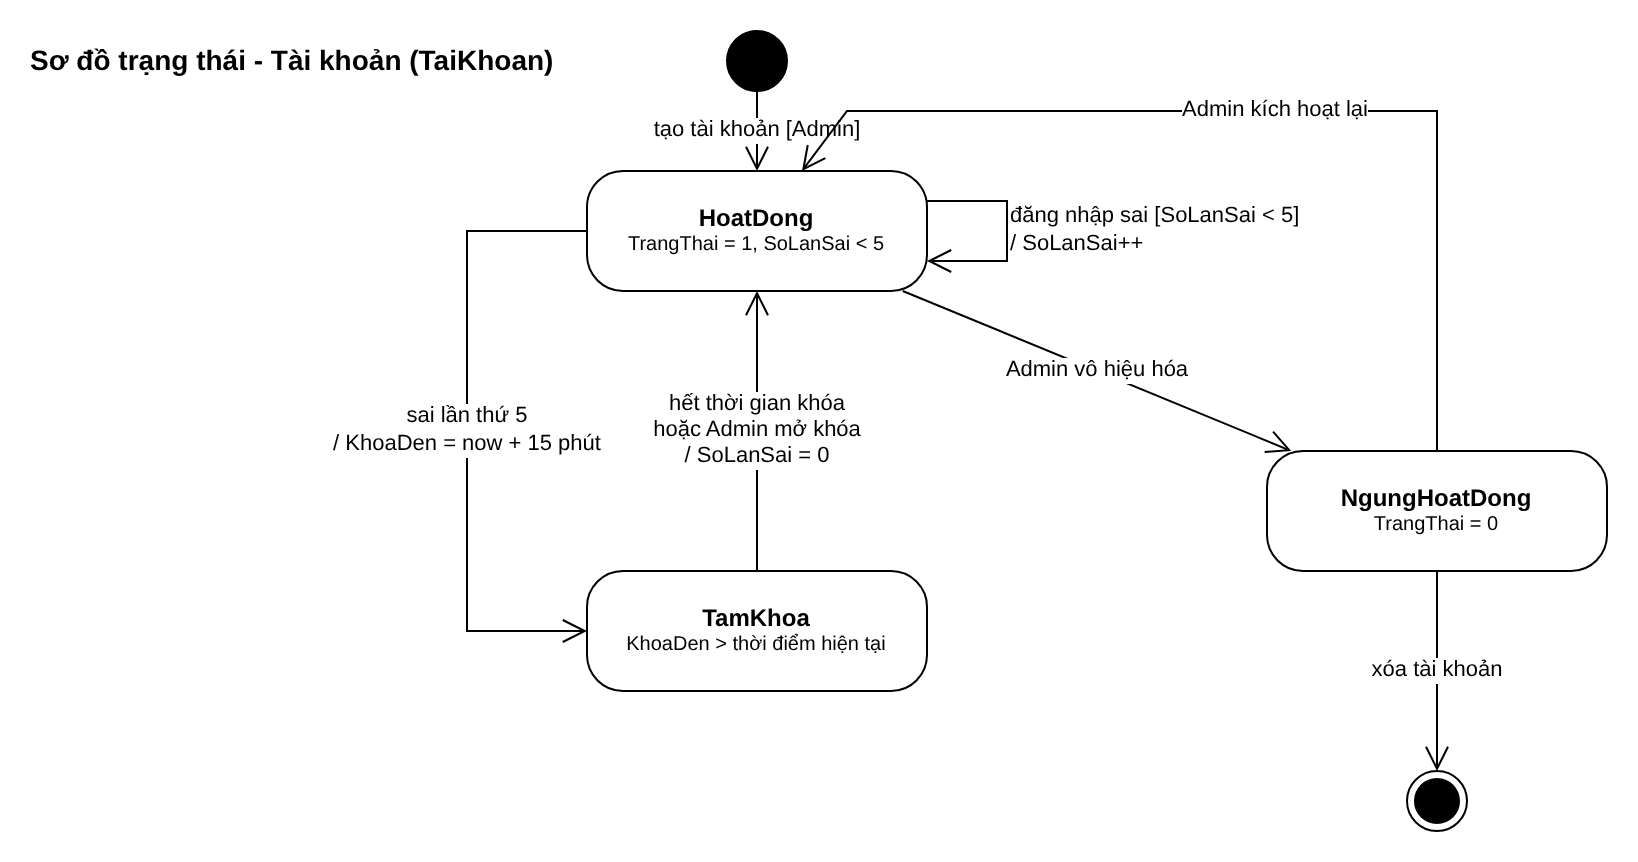 Sơ đồ trạng thái - Tài khoản (TaiKhoan)
tạo tài khoản [Admin]
Admin kích hoạt lại
HoatDong
TrangThai = 1, SoLanSai < 5
đăng nhập sai [SoLanSai < 5]
/ SoLanSai++
Admin vô hiệu hóa
sai lần thứ 5
/ KhoaDen = now + 15 phút
hết thời gian khóa
hoặc Admin mở khóa
/ SoLanSai = 0
NgungHoatDong
TrangThai = 0
TamKhoa
KhoaDen > thời điểm hiện tại
xóa tài khoản